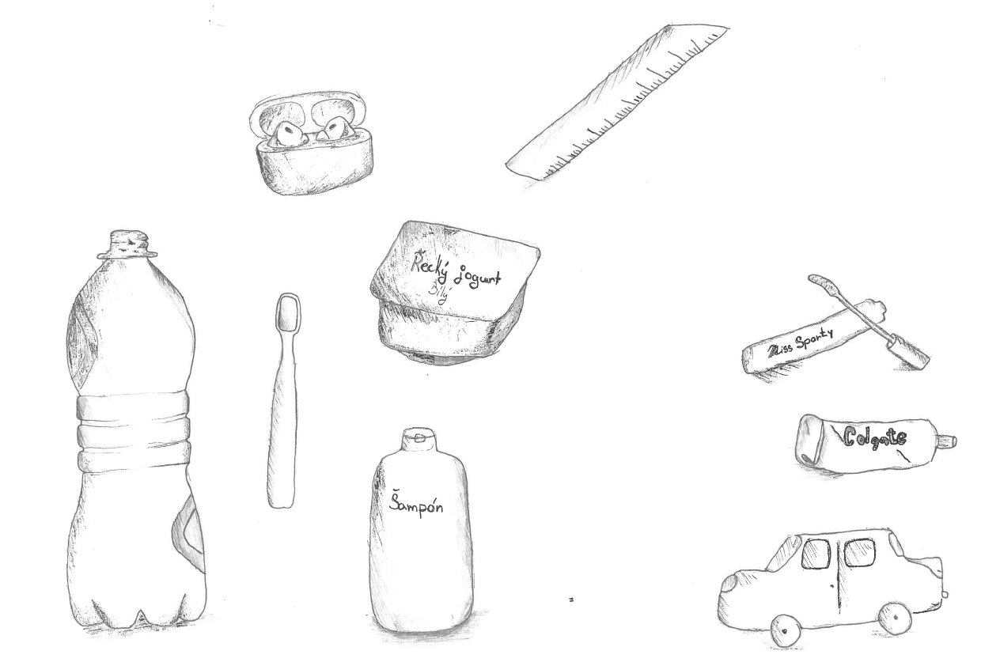 Řecký jogurt
Bílý
Miss Sporty
Colgate
Šampón